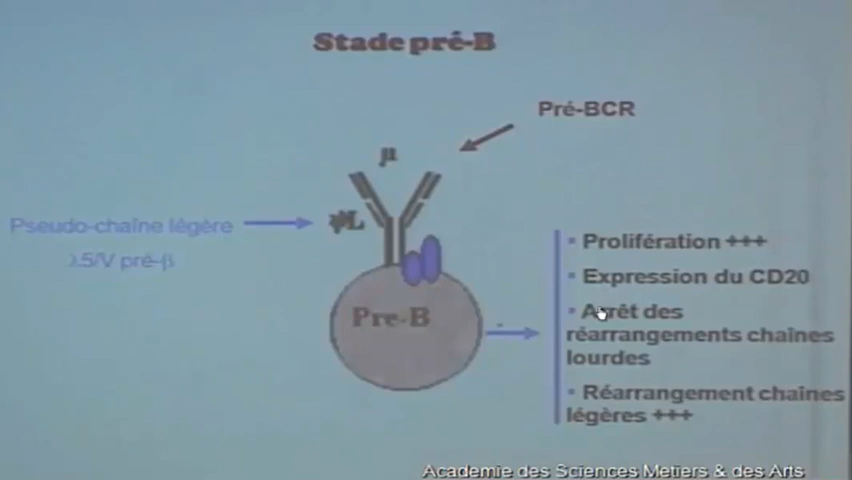 Stade pré-B
Pré-BCR
µ
Pseudo-chaîne légère
λ5/V pré-β
ψL
Pre-B
▪ Prolifération +++
▪ Expression du CD20
▪ Arrêt des
réarrangements chaînes
lourdes
▪ Réarrangement chaînes
légères +++
Academie des Sciences Metiers & des Arts